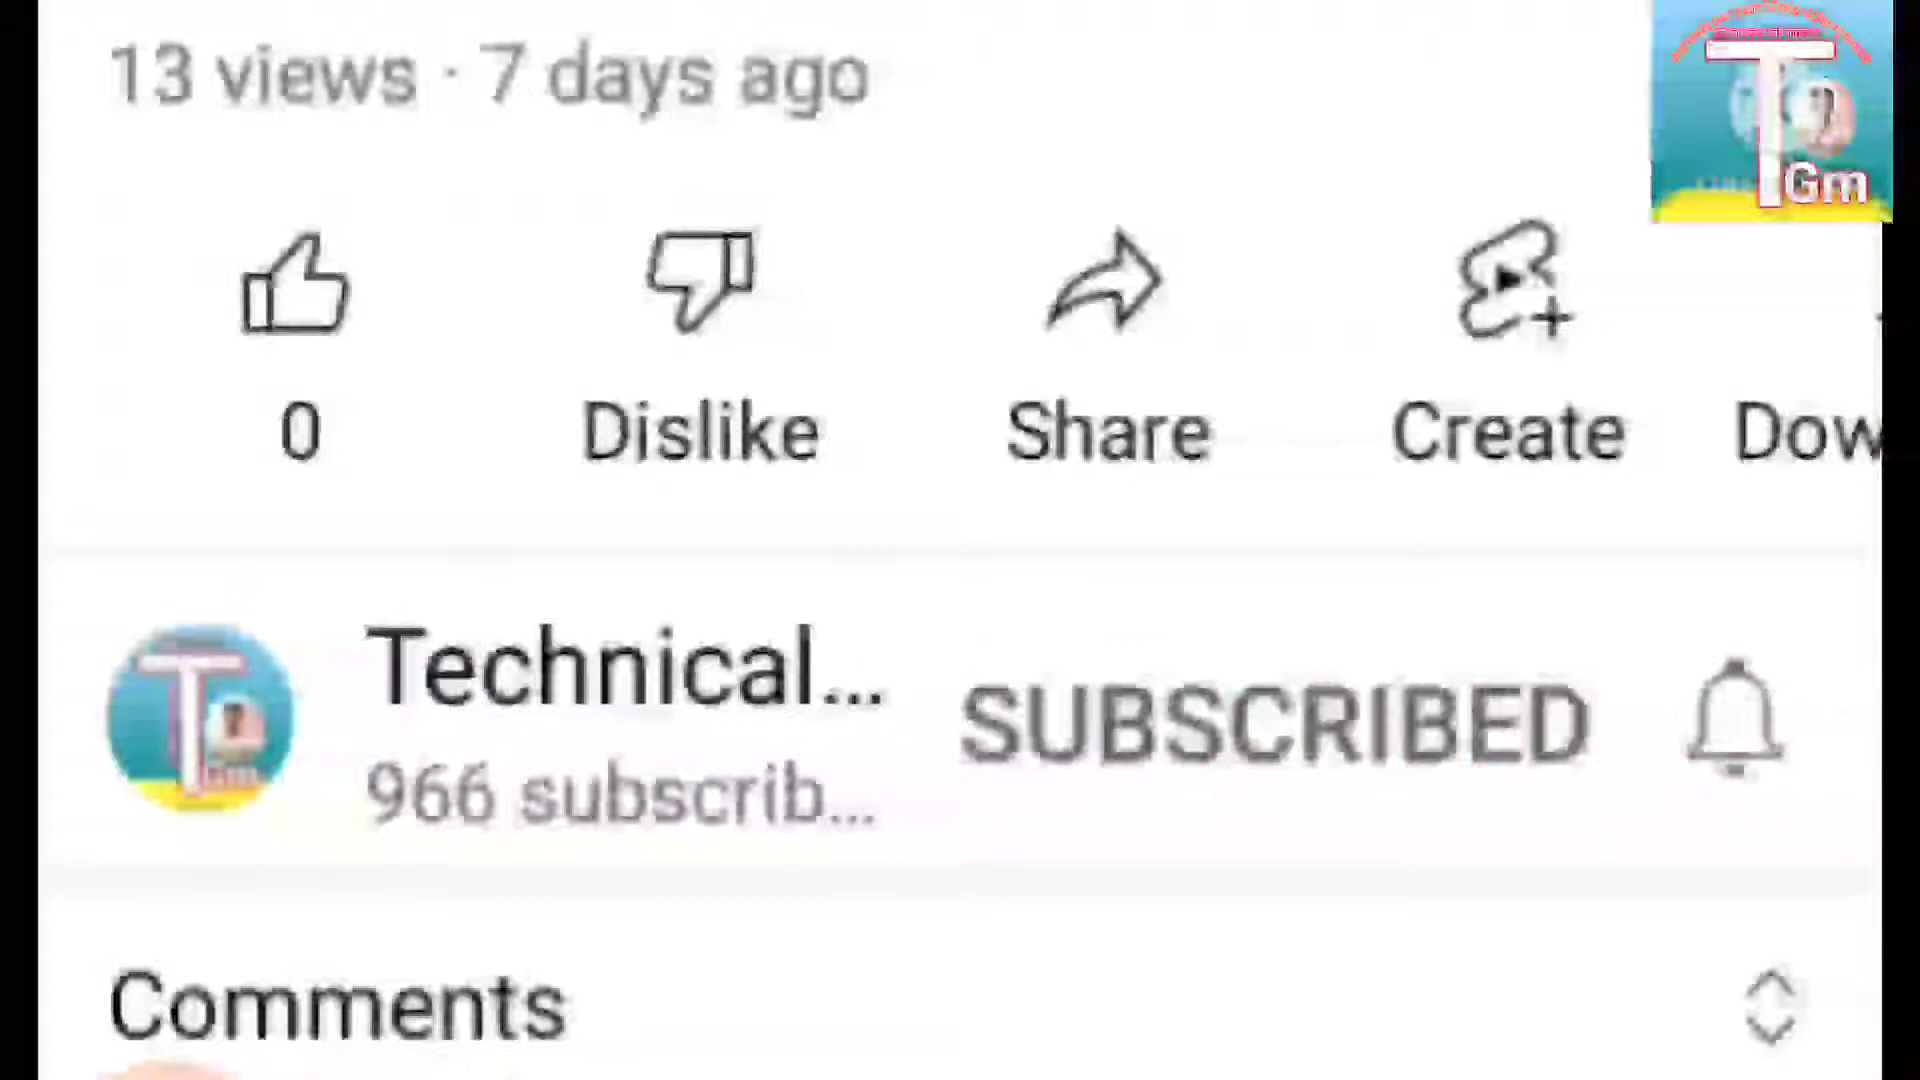 13 views · 7 days ago
T
Gm
0
Dislike
Share
Create
Dow
Technical...
SUBSCRIBED
966 subscrib...
Comments